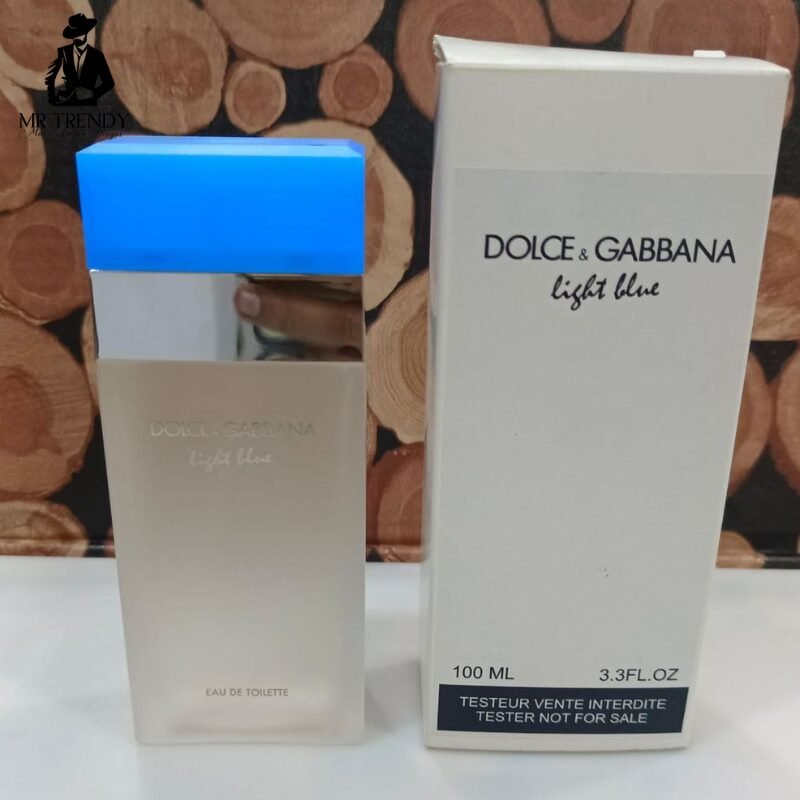 MR TRENDY
DOLCE & GABBANA
light blue
EAU DE TOILETTE
DOLCE & GABBANA
light blue
100 ML 3.3FL.OZ
TESTEUR VENTE INTERDITE
TESTER NOT FOR SALE